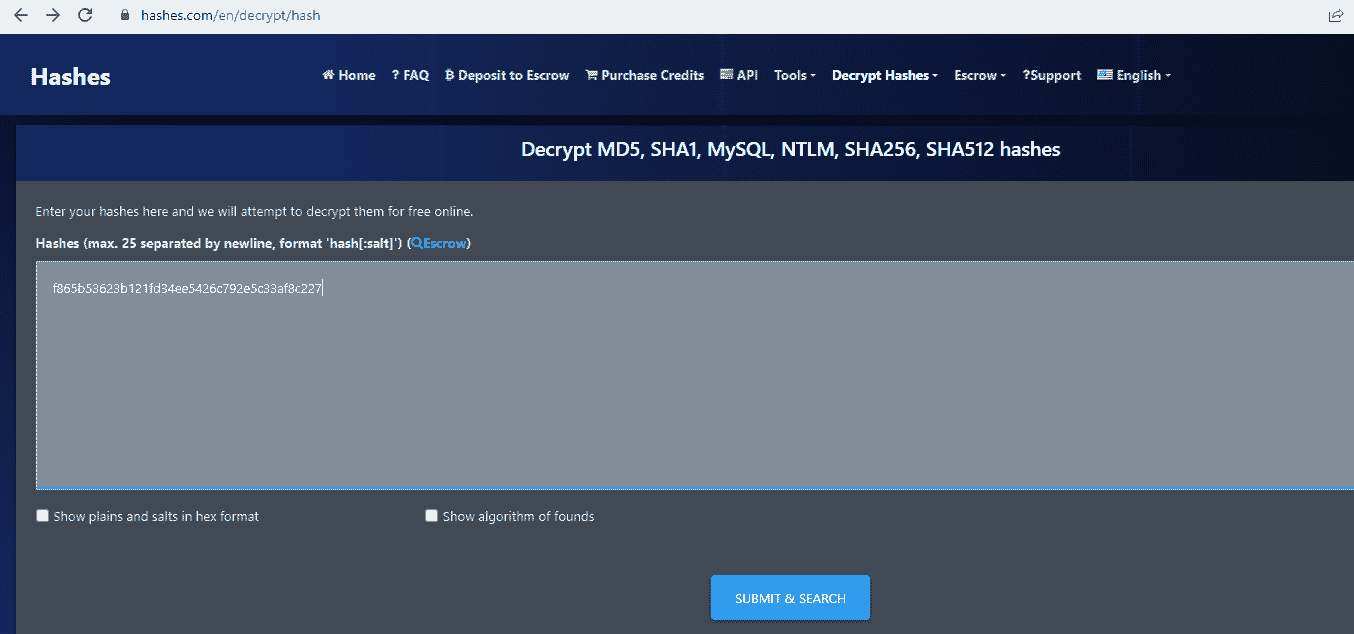 hashes.com/en/decrypt/hash
Hashes Home ? FAQ Deposit to Escrow Purchase Credits API Tools Decrypt Hashes Escrow ?Support English
Decrypt MD5, SHA1, MySQL, NTLM, SHA256, SHA512 hashes
Enter your hashes here and we will attempt to decrypt them for free online.
Hashes (max. 25 separated by newline, format 'hash[:salt]') (Escrow)
f865b53623b121fd34ee5426c792e5c33af8c227
Show plains and salts in hex format Show algorithm of founds
SUBMIT & SEARCH